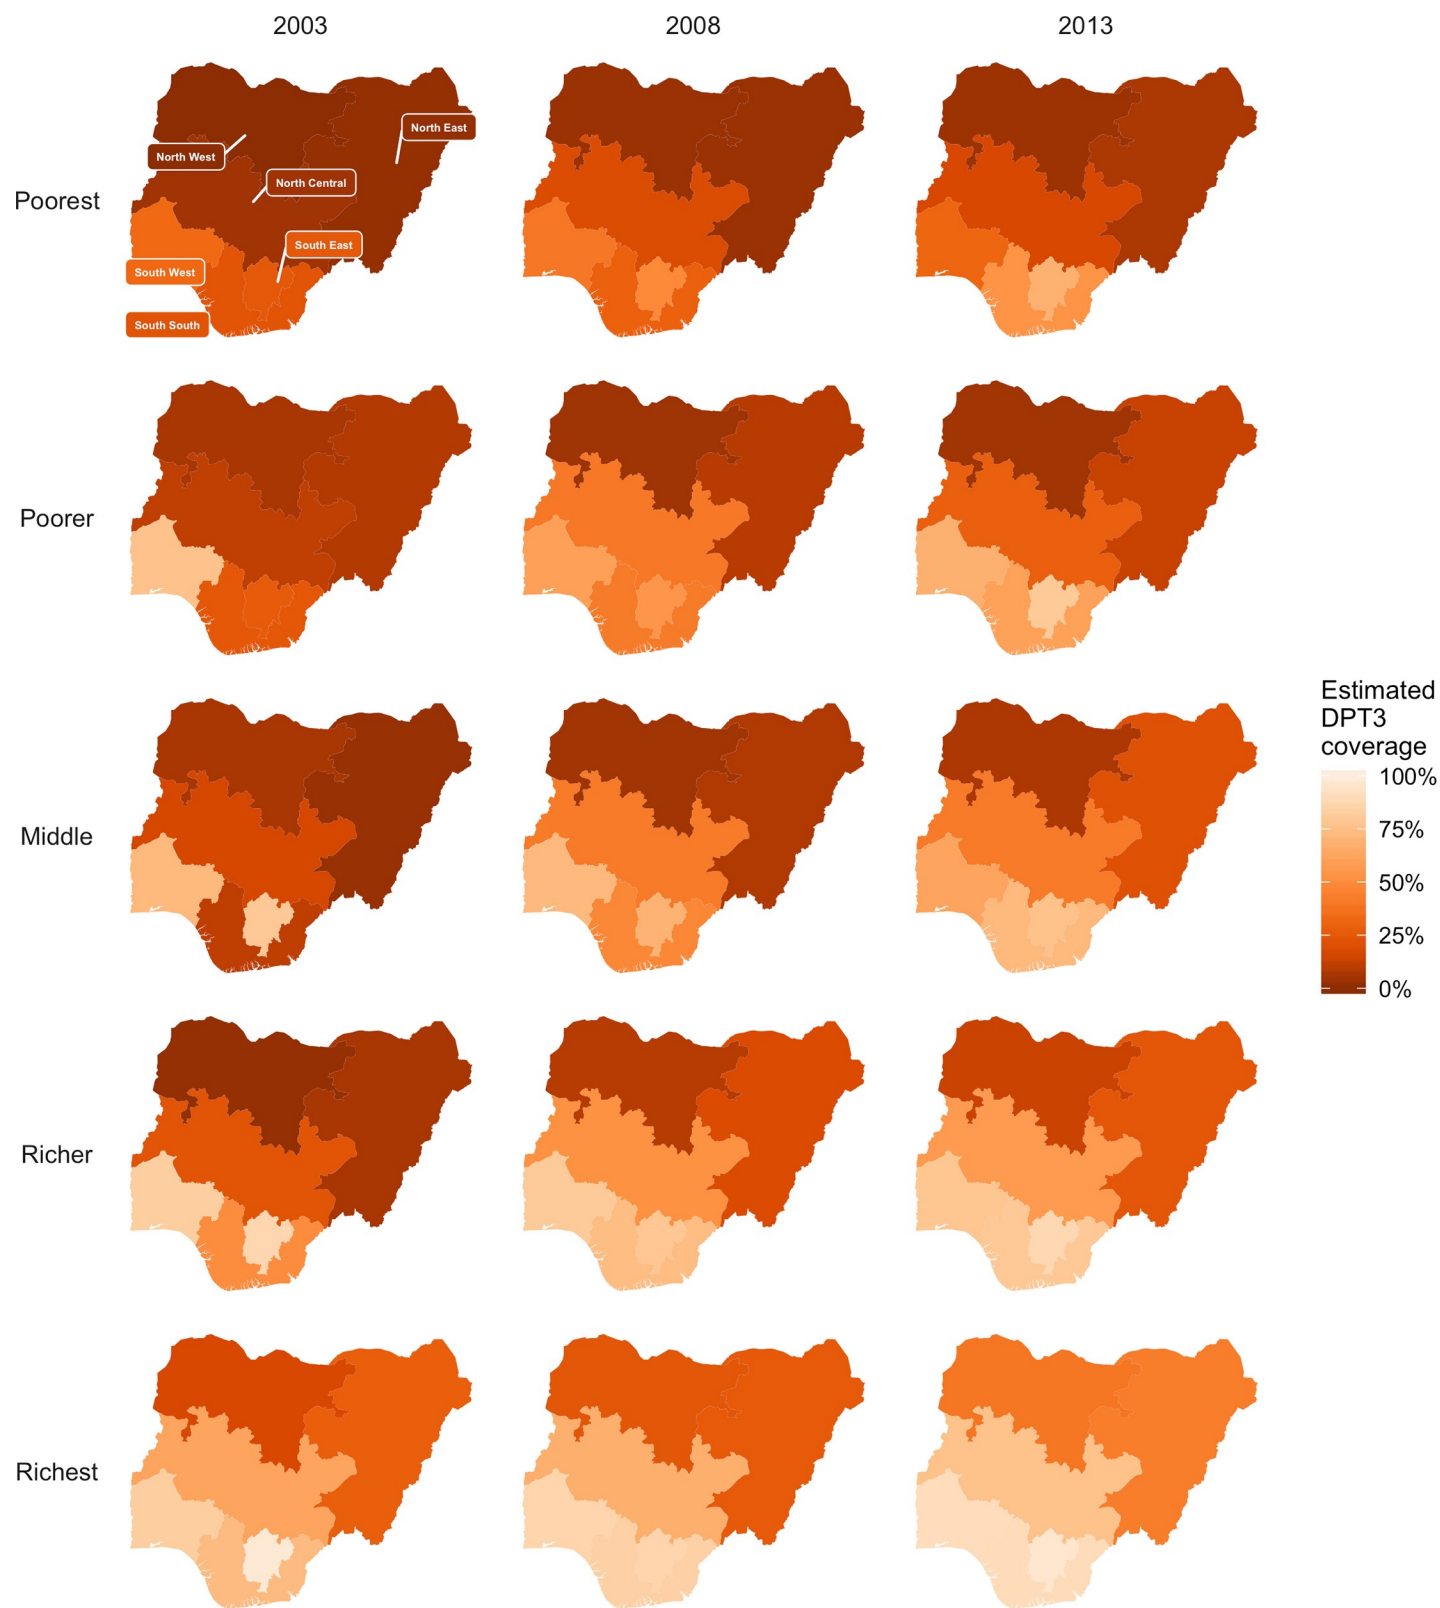 2003
2008
2013
Poorest
North East
North West
North Central
South East
South West
South South
Poorer
Middle
Estimated
DPT3
coverage
100%
75%
50%
25%
0%
Richer
Richest